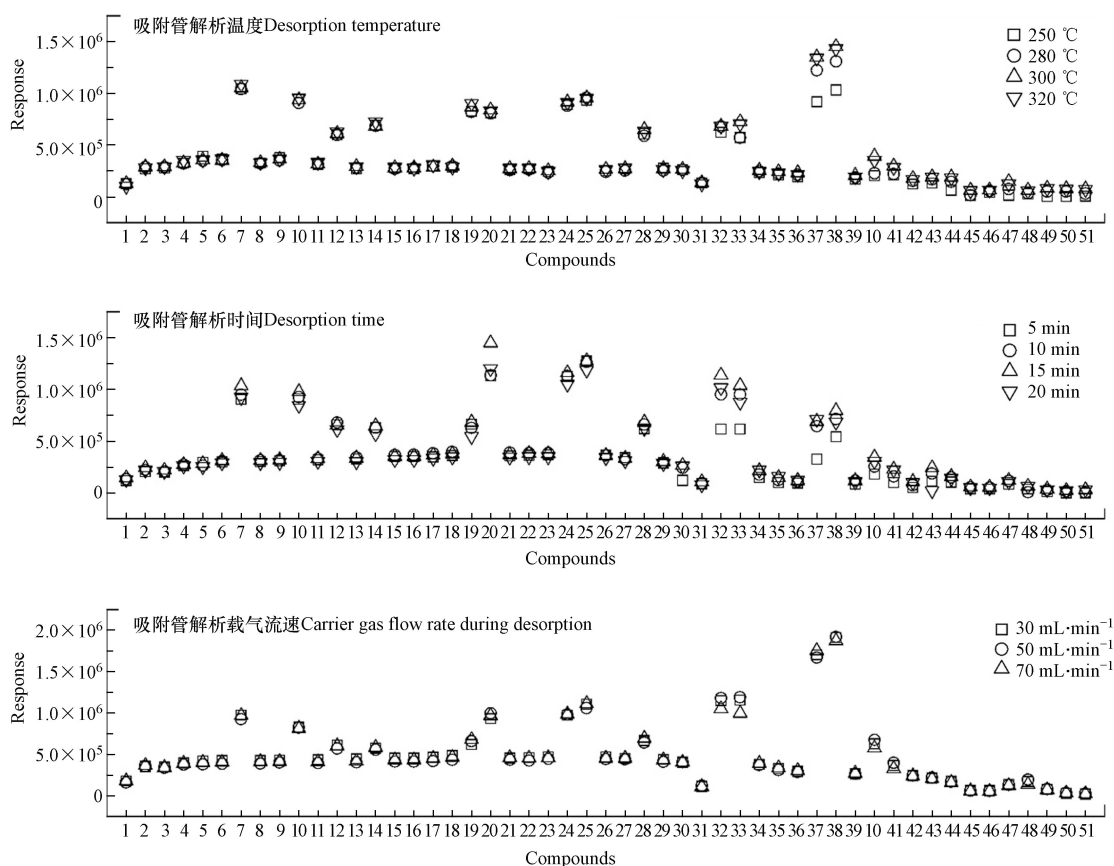 吸附管解析温度Desorption temperature
250 ℃
280 ℃
300 ℃
320 ℃
Response
1.5×10⁶
1.0×10⁶
5.0×10⁵
0
1 2 3 4 5 6 7 8 9 10 11 12 13 14 15 16 17 18 19 20 21 22 23 24 25 26 27 28 29 30 31 32 33 34 35 36 37 38 39 10 41 42 43 44 45 46 47 48 49 50 51
Compounds
吸附管解析时间Desorption time
5 min
10 min
15 min
20 min
Response
1.5×10⁶
1.0×10⁶
5.0×10⁵
0
1 2 3 4 5 6 7 8 9 10 11 12 13 14 15 16 17 18 19 20 21 22 23 24 25 26 27 28 29 30 31 32 33 34 35 36 37 38 39 10 41 42 43 44 45 46 47 48 49 50 51
Compounds
吸附管解析载气流速Carrier gas flow rate during desorption
30 mL·min⁻¹
50 mL·min⁻¹
70 mL·min⁻¹
Response
2.0×10⁶
1.5×10⁶
1.0×10⁶
5.0×10⁵
0
1 2 3 4 5 6 7 8 9 10 11 12 13 14 15 16 17 18 19 20 21 22 23 24 25 26 27 28 29 30 31 32 33 34 35 36 37 38 39 10 41 42 43 44 45 46 47 48 49 50 51
Compounds